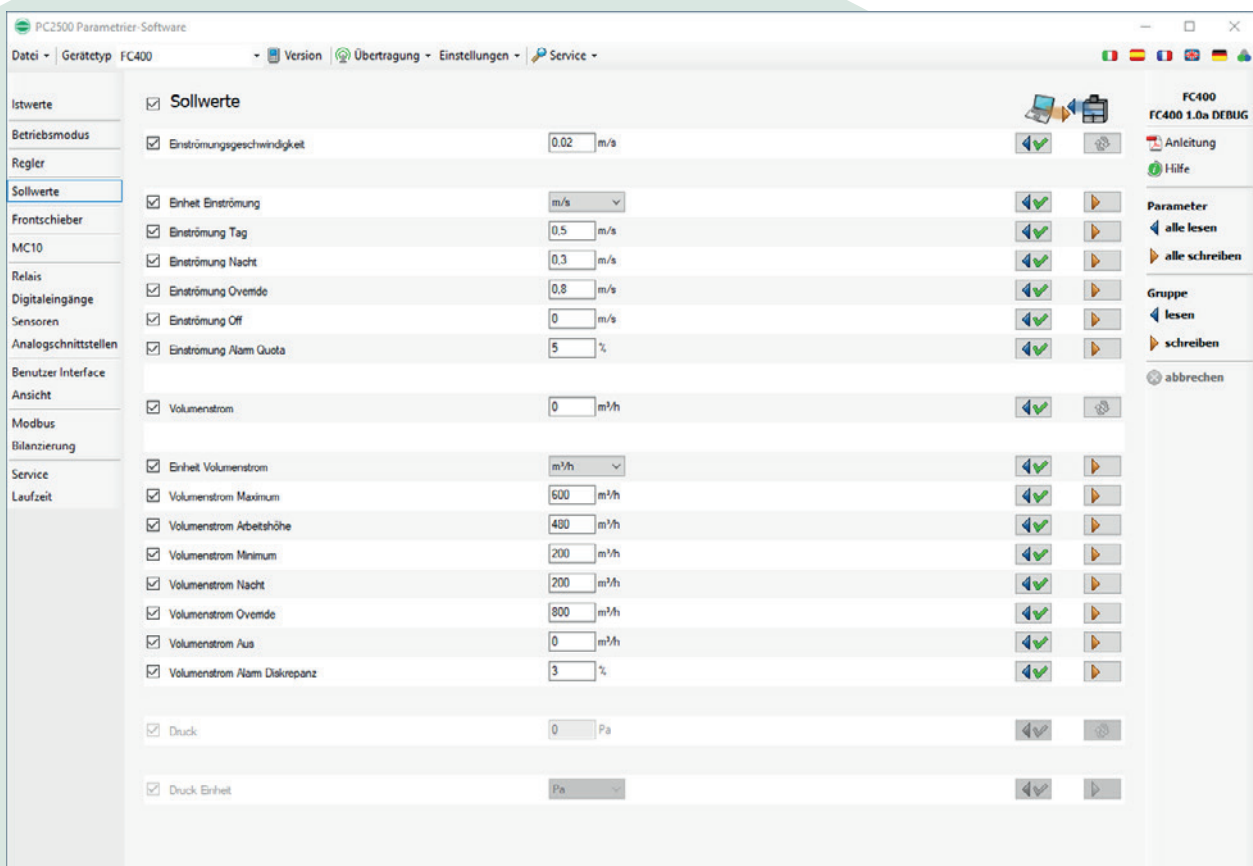 PC2500 Parametrier-Software
Datei Gerätetyp FC400 Version Übertragung Einstellungen Service
Istwerte
Betriebsmodus
Regler
Sollwerte
Frontschieber
MC10
Relais
Digitaleingänge
Sensoren
Analogschnittstellen
Benutzer Interface
Ansicht
Modbus
Bilanzierung
Service
Laufzeit
Sollwerte
Einströmungsgeschwindigkeit 0.02 m/s
Einheit Einströmung m/s
Einströmung Tag 0,5 m/s
Einströmung Nacht 0,3 m/s
Einströmung Override 0,8 m/s
Einströmung Off 0 m/s
Einströmung Alarm Quota 5 %
Volumenstrom 0 m³/h
Einheit Volumenstrom m³/h
Volumenstrom Maximum 600 m³/h
Volumenstrom Arbeitshöhe 480 m³/h
Volumenstrom Minimum 200 m³/h
Volumenstrom Nacht 200 m³/h
Volumenstrom Override 800 m³/h
Volumenstrom Aus 0 m³/h
Volumenstrom Alarm Diskrepanz 3 %
Druck 0 Pa
Druck Einheit Pa
FC400
FC400 1.0a DEBUG
Anleitung
Hilfe
Parameter
alle lesen
alle schreiben
Gruppe
lesen
schreiben
abbrechen